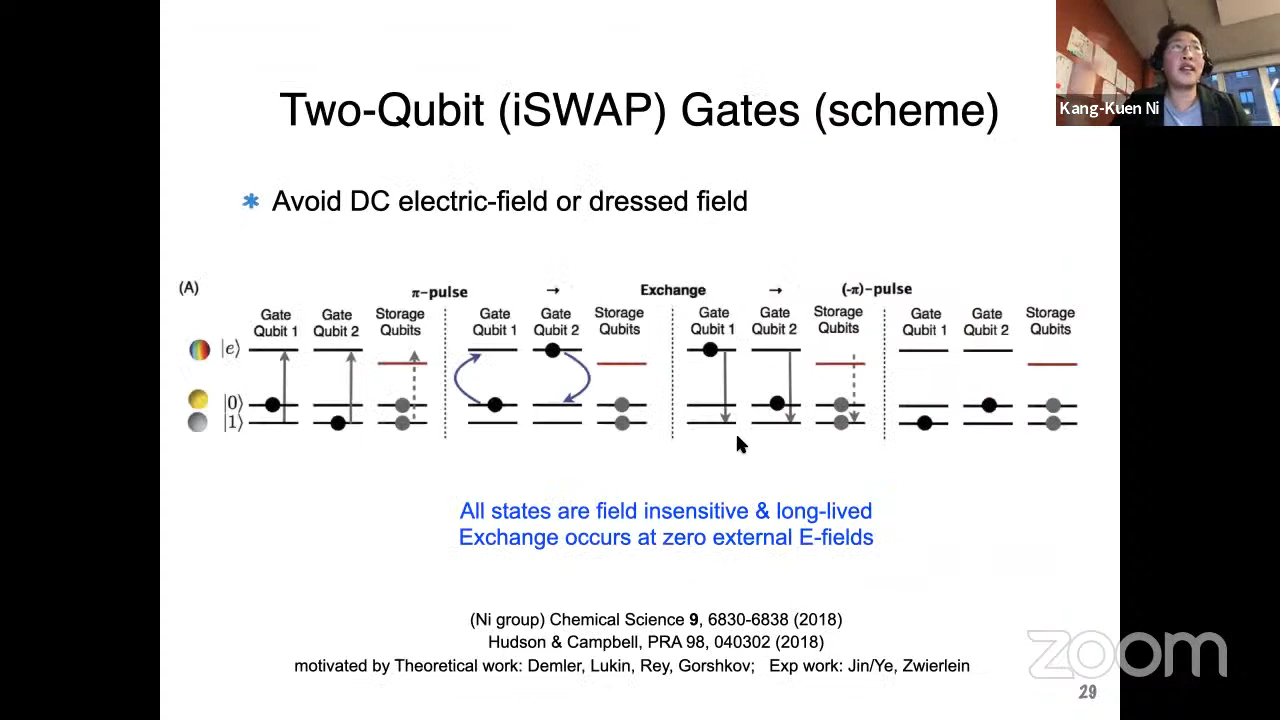 Two-Qubit (iSWAP) Gates (scheme)
Kang-Kuen Ni
* Avoid DC electric-field or dressed field
(A)
π-pulse → Exchange → (-π)-pulse
Gate Gate Storage Gate Gate Storage Gate Gate Storage Gate Gate Storage
Qubit 1 Qubit 2 Qubits Qubit 1 Qubit 2 Qubits Qubit 1 Qubit 2 Qubits Qubit 1 Qubit 2 Qubits
|e⟩
|0⟩
|1⟩
All states are field insensitive & long-lived
Exchange occurs at zero external E-fields
(Ni group) Chemical Science 9, 6830-6838 (2018)
Hudson & Campbell, PRA 98, 040302 (2018)
motivated by Theoretical work: Demler, Lukin, Rey, Gorshkov; Exp work: Jin/Ye, Zwierlein
zoom
29